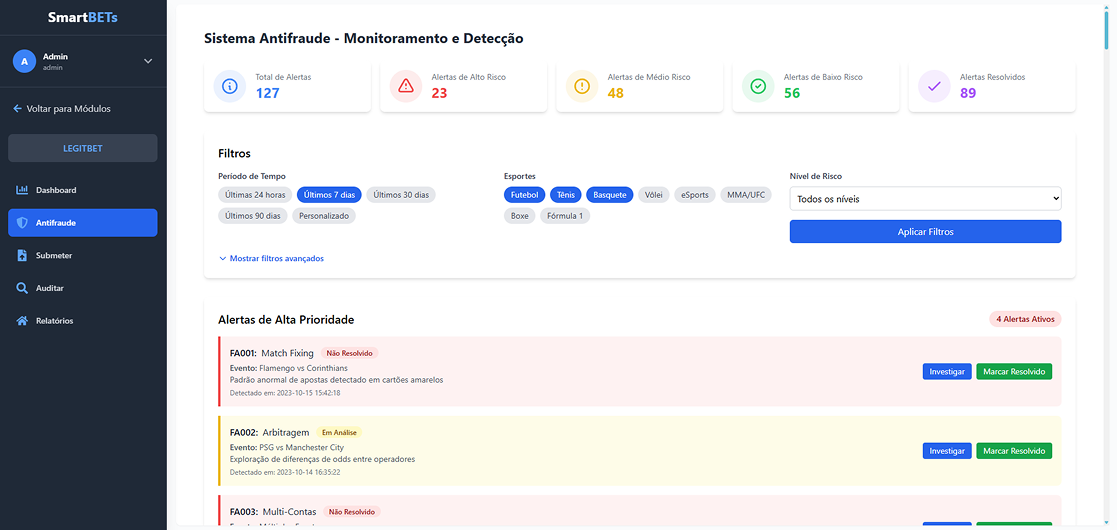 SmartBETs
A
Admin
admin
Voltar para Módulos
LEGITBET
Dashboard
Antifraude
Submeter
Auditar
Relatórios
Sistema Antifraude - Monitoramento e Detecção
Total de Alertas
127
Alertas de Alto Risco
23
Alertas de Médio Risco
48
Alertas de Baixo Risco
56
Alertas Resolvidos
89
Filtros
Período de Tempo
Últimas 24 horas Últimos 7 dias Últimos 30 dias
Últimos 90 dias Personalizado
Esportes
Futebol Tênis Basquete Vôlei eSports MMA/UFC
Boxe Fórmula 1
Nível de Risco
Todos os níveis
Aplicar Filtros
Mostrar filtros avançados
Alertas de Alta Prioridade
4 Alertas Ativos
FA001: Match Fixing Não Resolvido
Evento: Flamengo vs Corinthians
Padrão anormal de apostas detectado em cartões amarelos
Detectado em: 2023-10-15 15:42:18
Investigar Marcar Resolvido
FA002: Arbitragem Em Análise
Evento: PSG vs Manchester City
Exploração de diferenças de odds entre operadores
Detectado em: 2023-10-14 16:35:22
Investigar Marcar Resolvido
FA003: Multi-Contas Não Resolvido